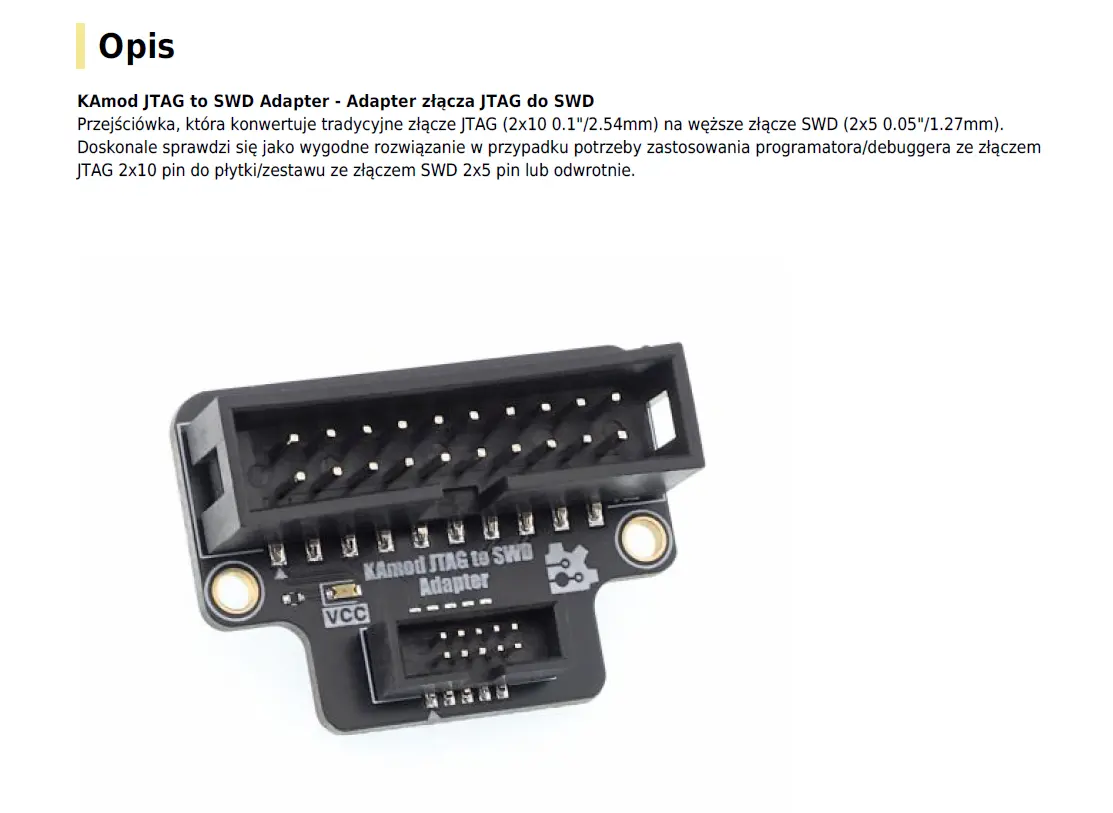 Opis
KAmod JTAG to SWD Adapter - Adapter złącza JTAG do SWD
Przejściówka, która konwertuje tradycyjne złącze JTAG (2x10 0.1"/2.54mm) na węższe złącze SWD (2x5 0.05"/1.27mm).
Doskonale sprawdzi się jako wygodne rozwiązanie w przypadku potrzeby zastosowania programatora/debuggera ze złączem
JTAG 2x10 pin do płytki/zestawu ze złączem SWD 2x5 pin lub odwrotnie.
KAmod JTAG to SWD
Adapter
VCC